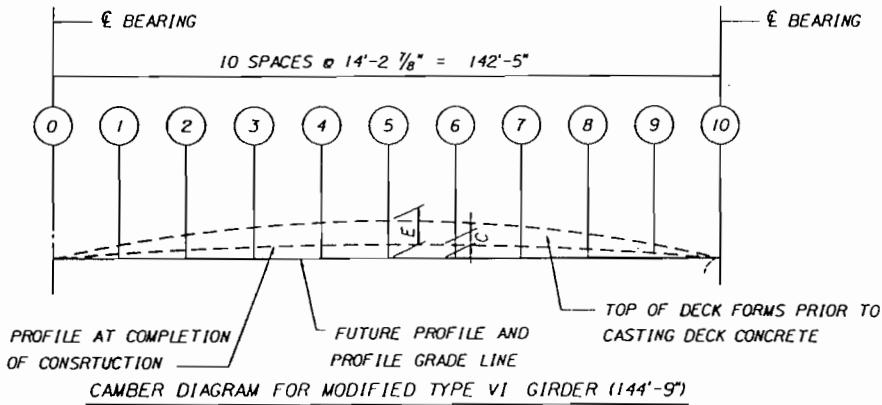 ℄ BEARING
℄ BEARING
10 SPACES @ 14'-2 7/8" = 142'-5"
0 1 2 3 4 5 6 7 8 9 10
E
C
PROFILE AT COMPLETION
OF CONSRTUCTION
FUTURE PROFILE AND
PROFILE GRADE LINE
TOP OF DECK FORMS PRIOR TO
CASTING DECK CONCRETE
CAMBER DIAGRAM FOR MODIFIED TYPE VI GIRDER (144'-9")